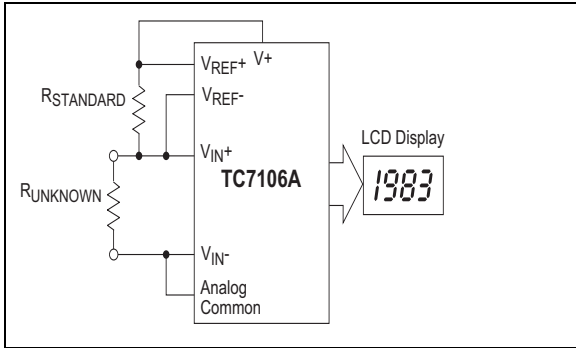 V+
VREF+
RSTANDARD
VREF-
LCD Display
VIN+
TC7106A
1983
RUNKNOWN
VIN-
Analog
Common